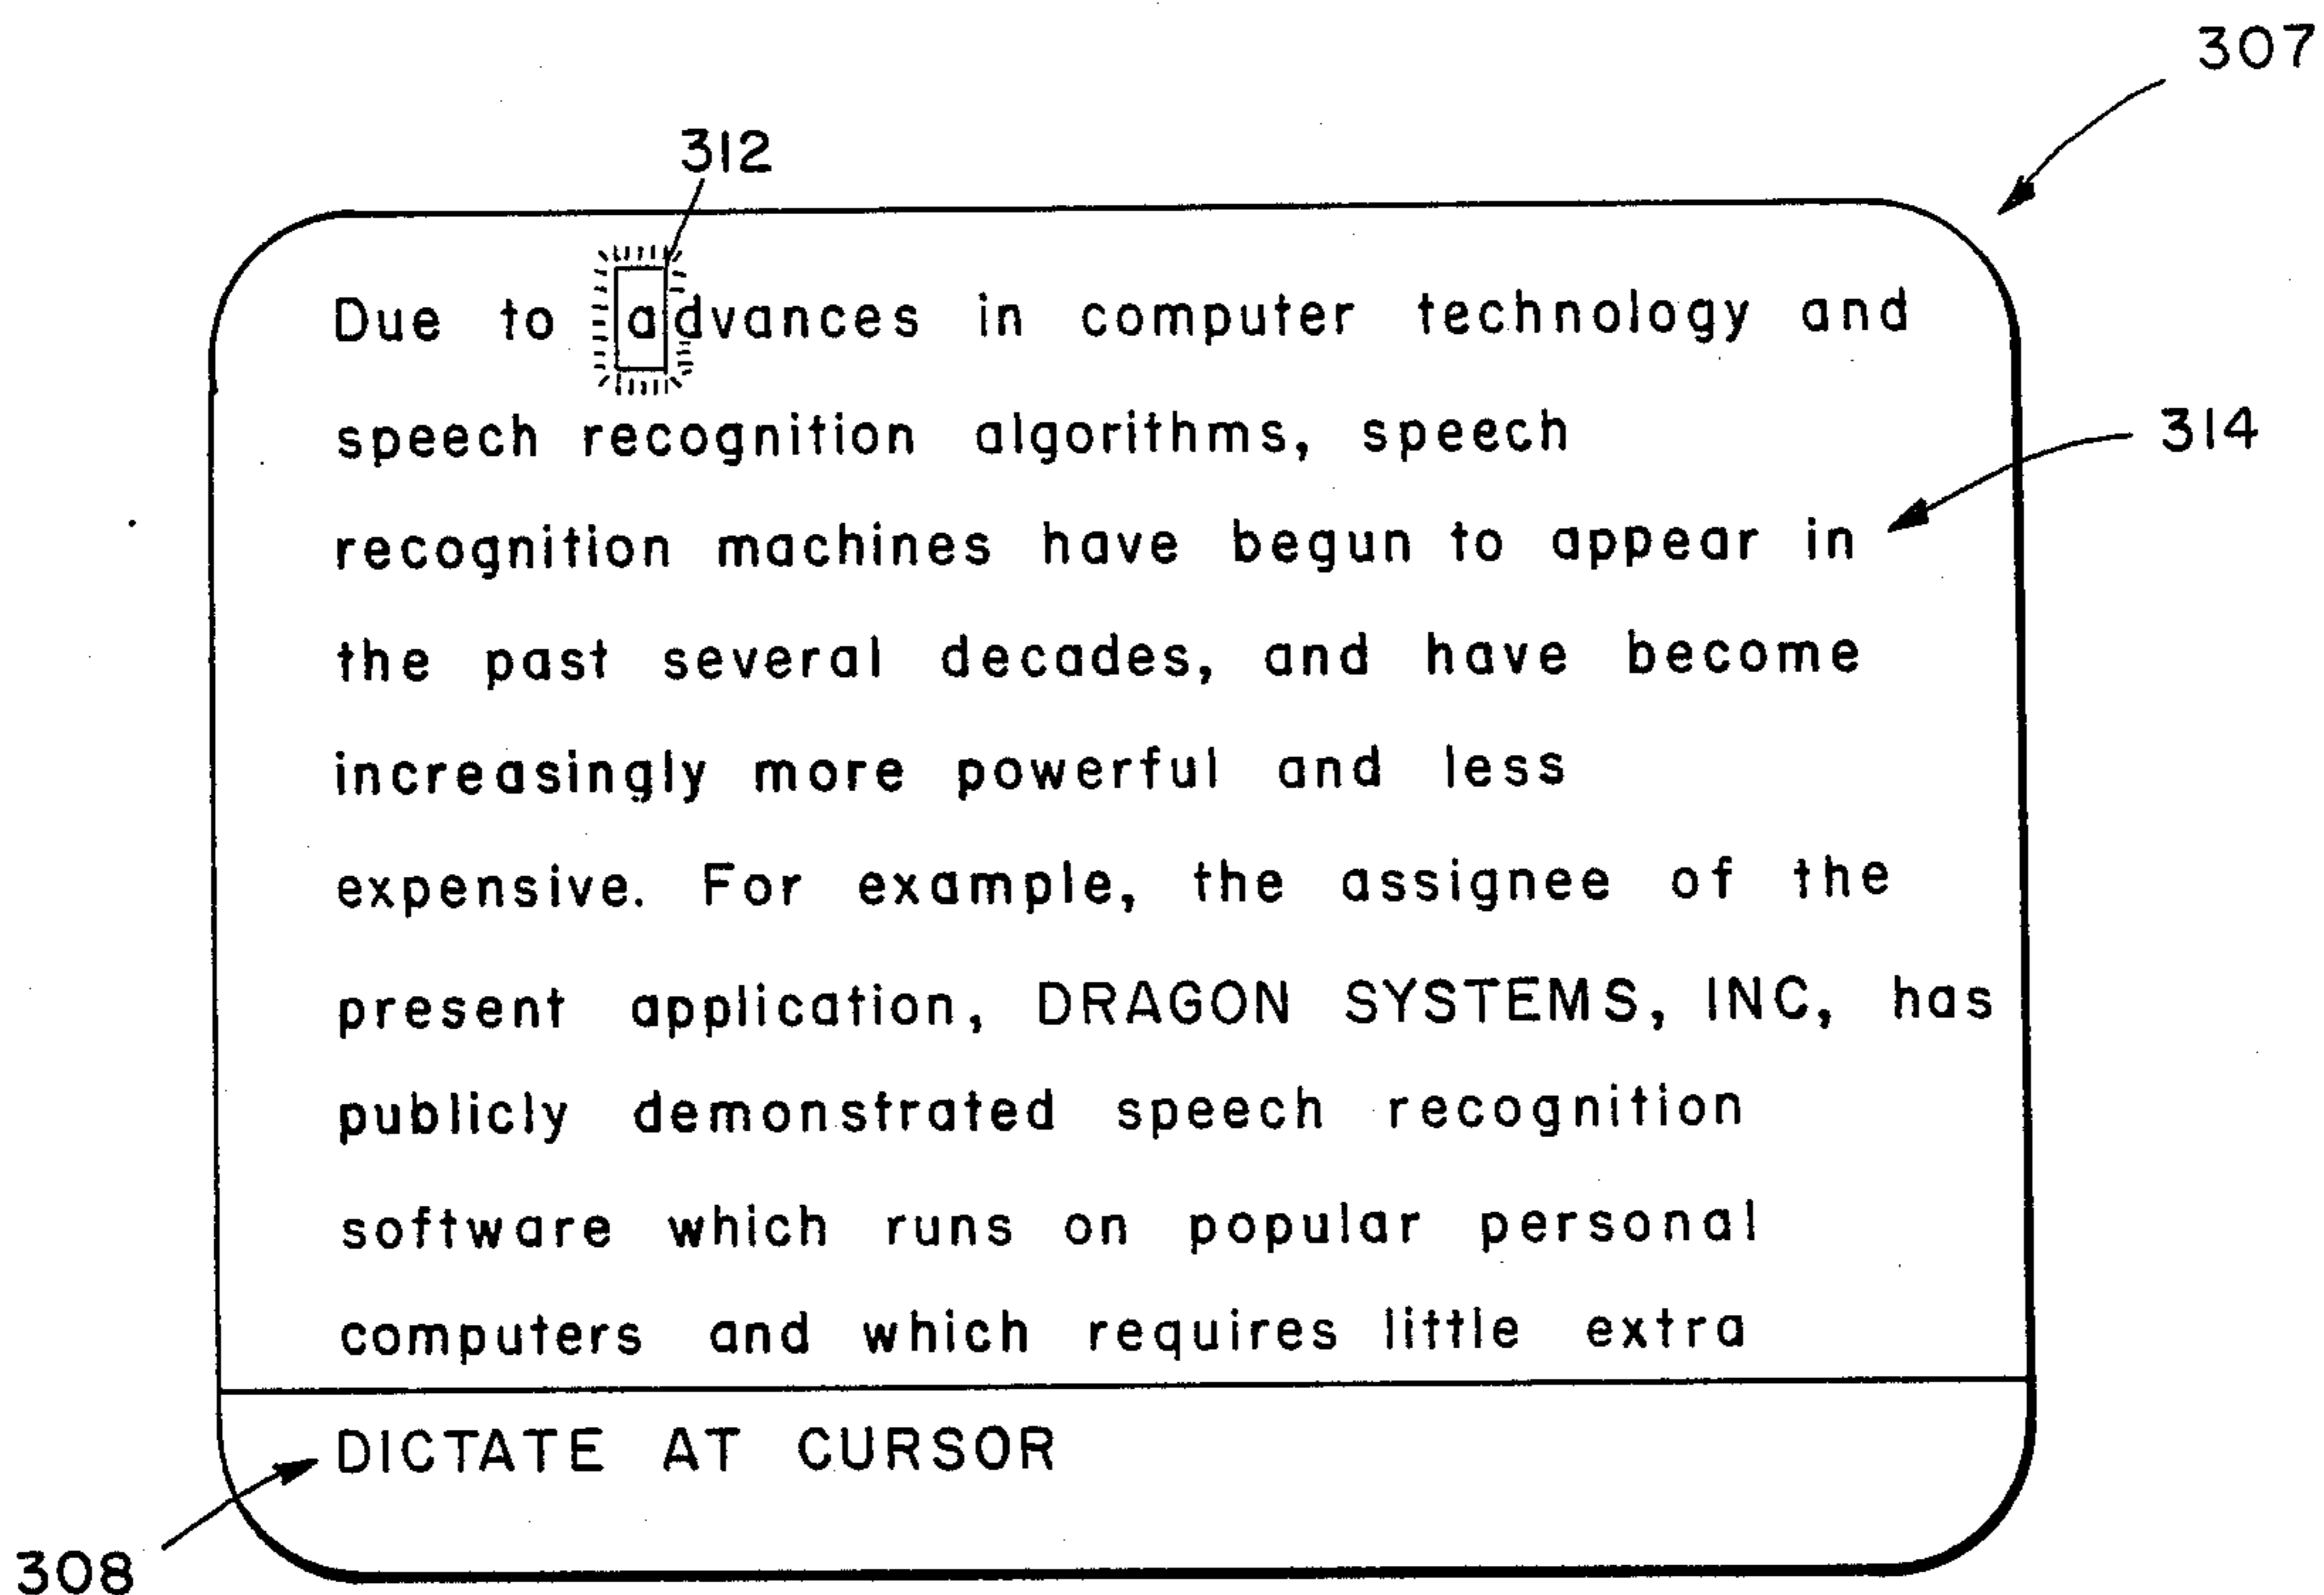 307
312
Due to advances in computer technology and
speech recognition algorithms, speech
314
recognition machines have begun to appear in
the past several decades, and have become
increasingly more powerful and less
expensive. For example, the assignee of the
present application, DRAGON SYSTEMS, INC, has
publicly demonstrated speech recognition
software which runs on popular personal
computers and which requires little extra
DICTATE AT CURSOR
308